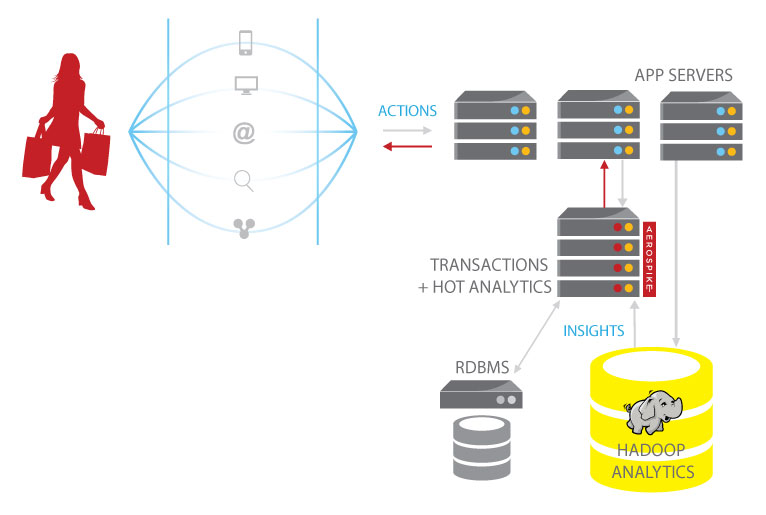 APP SERVERS
ACTIONS
@
AEROSPIKE
TRANSACTIONS
+ HOT ANALYTICS
INSIGHTS
RDBMS
HADOOP
ANALYTICS